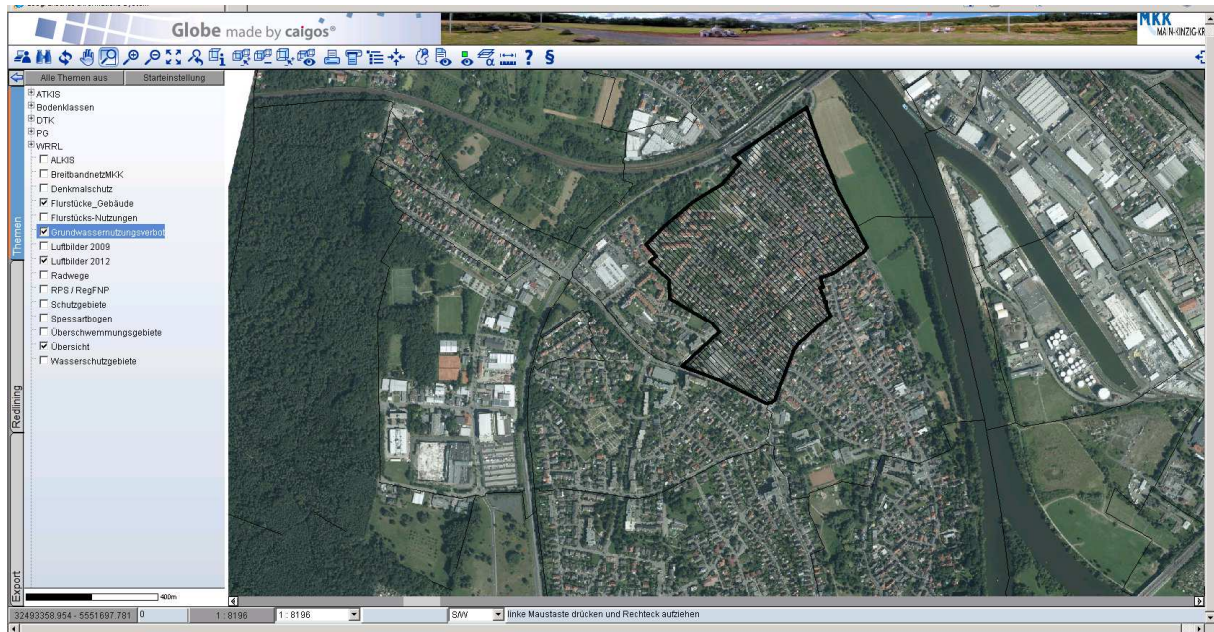 Globe made by caigos®
MKK
MAIN-KINZIG-KR
Alle Themen aus
Starteinstellung
ATKIS
Bodenklassen
DTK
PG
WRRL
ALKIS
BreitbandnetzMKK
Denkmalschutz
Flurstücke_Gebäude
Flurstücks-Nutzungen
Grundwassernutzungsverbot
Luftbilder 2009
Luftbilder 2012
Radwege
RPS / RegFNP
Schutzgebiete
Spessartbogen
Überschwemmungsgebiete
Übersicht
Wasserschutzgebiete
Themen
Redlining
Export
400m
32493358.954 - 5551697.781
0
1 : 8196
1 : 8196
S/W
linke Maustaste drücken und Rechteck aufziehen